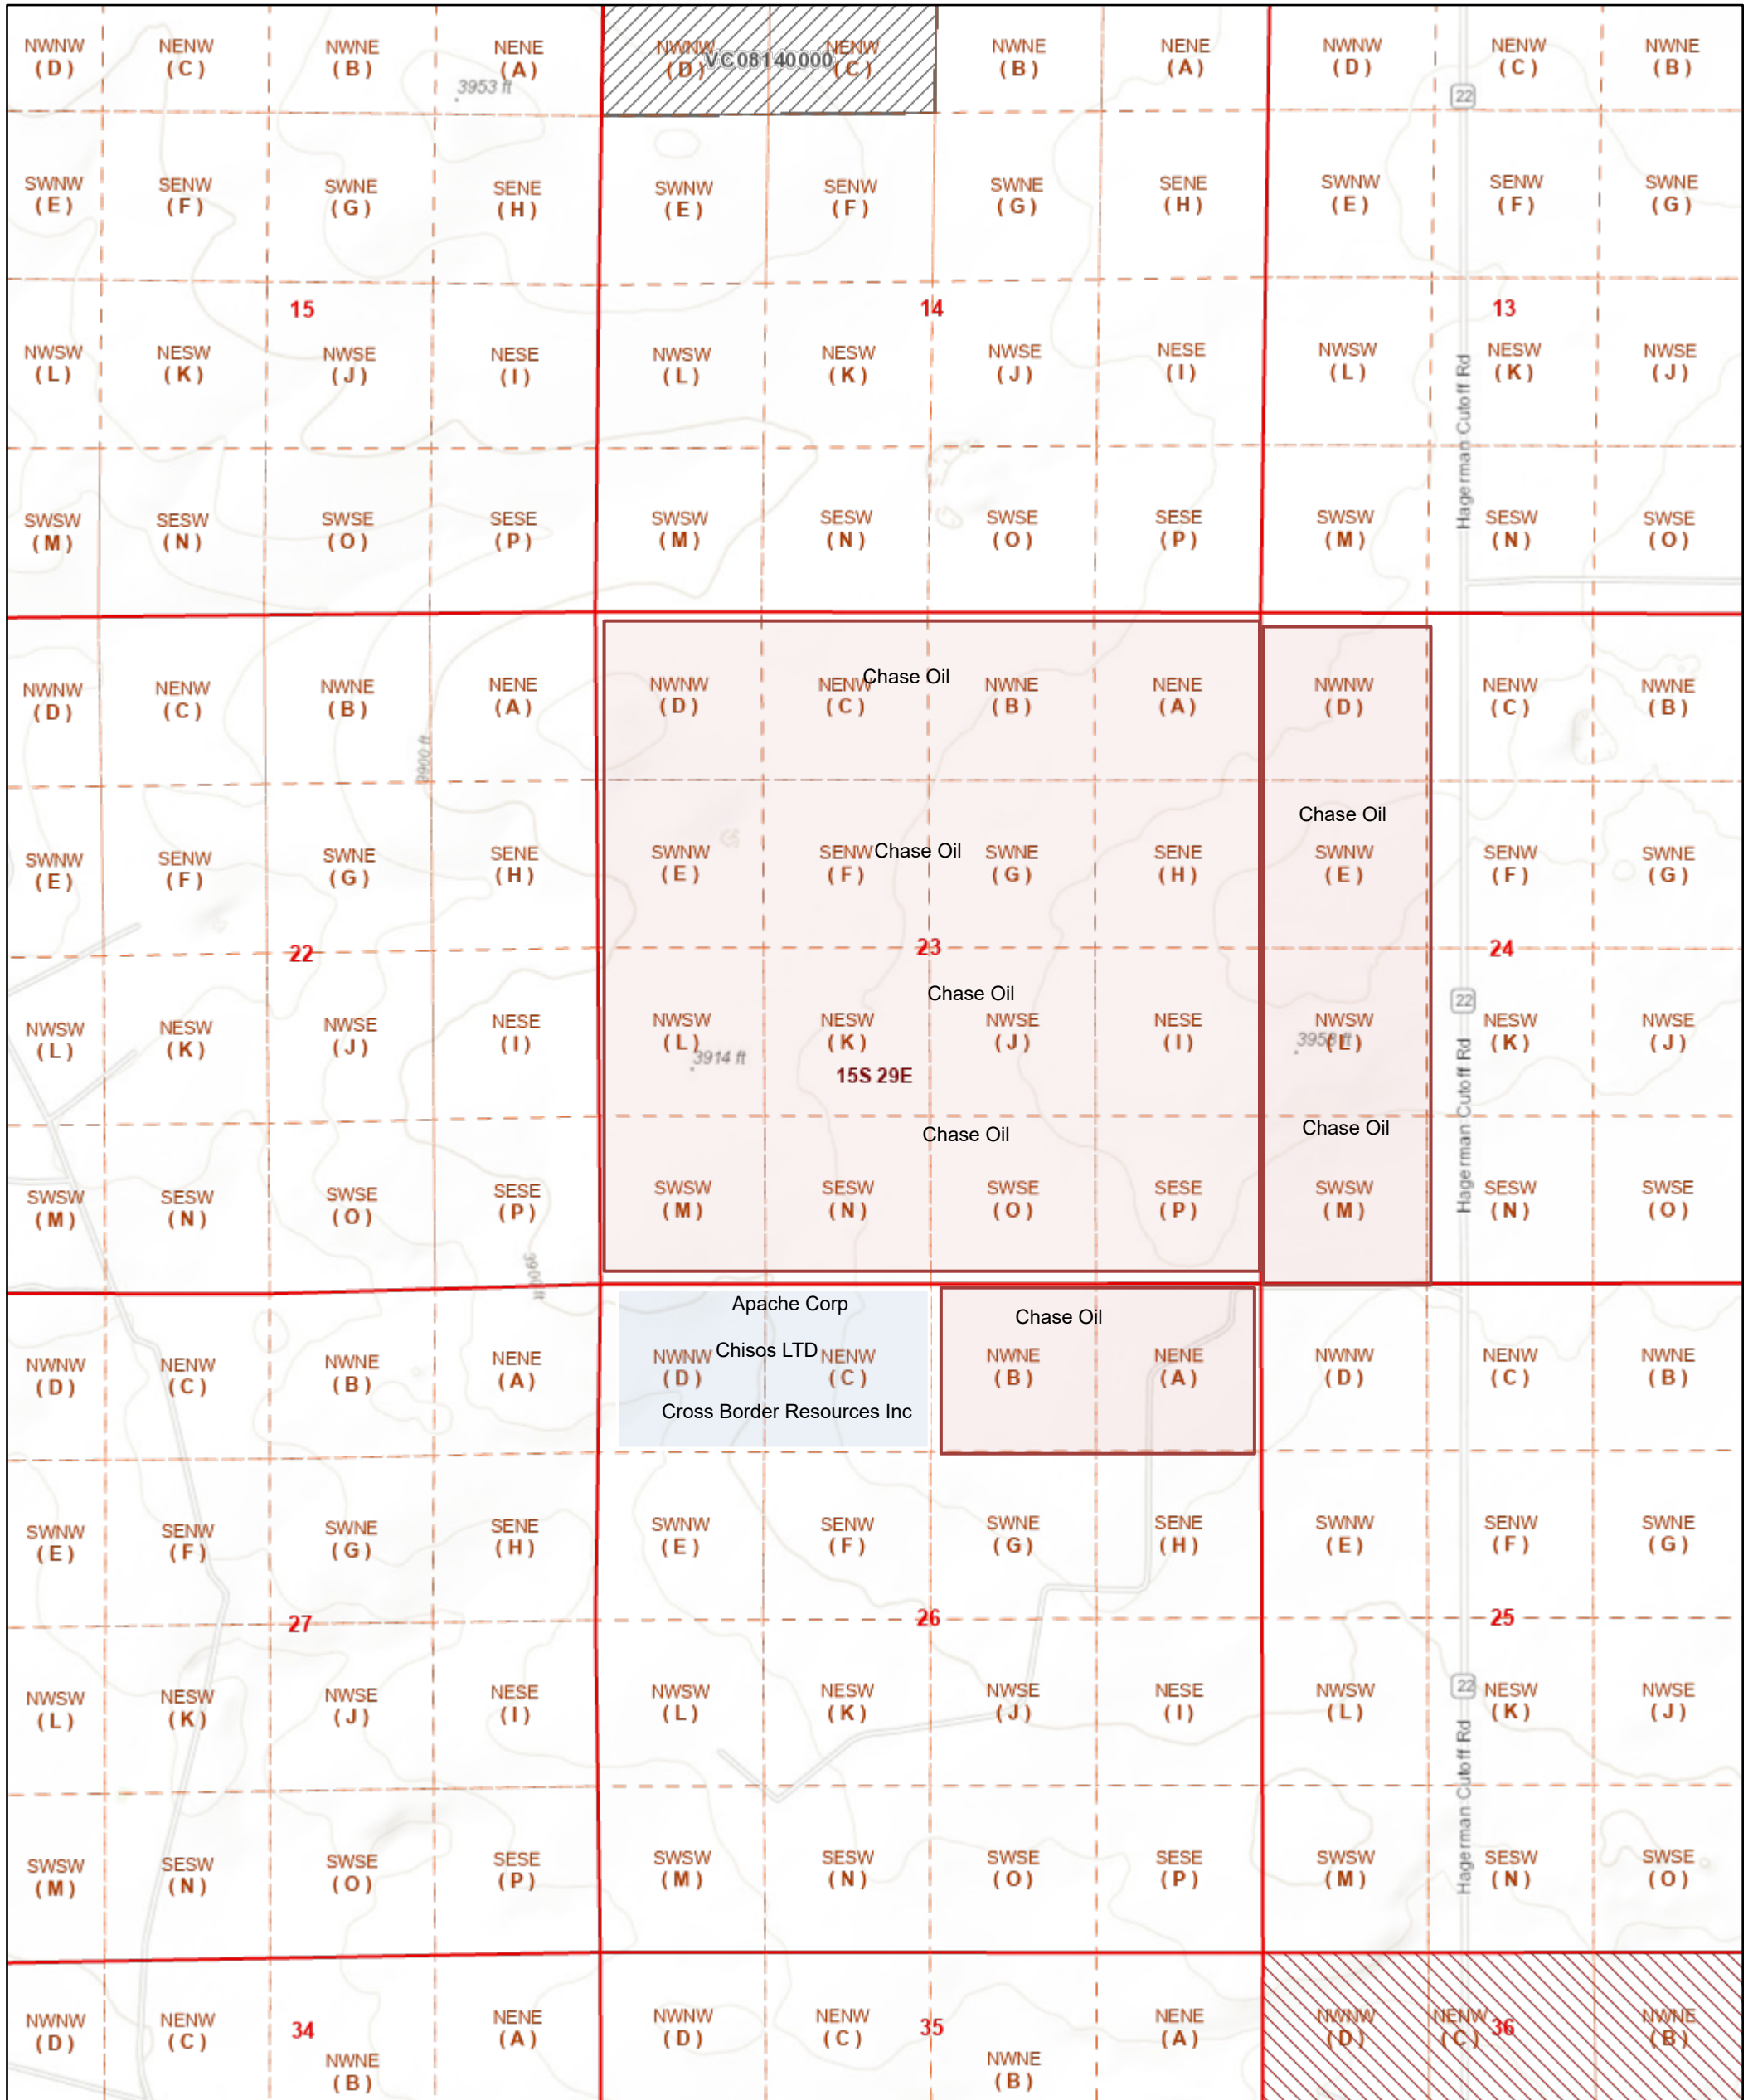 NWNW NENW NWNE NENE NWNW VC08140000 NENW NWNE NENE NWNW NENW NWNE
(D) (C) (B) (A) (D) (C) (B) (A) (D) (C) (B)
3953 ft
22
SWNW SENW SWNE SENE SWNW SENW SWNE SENE SWNW SENW SWNE
(E) (F) (G) (H) (E) (F) (G) (H) (E) (F) (G)
15 14 13
NWSW NESW NWSE NESE NWSW NESW NWSE NESE NWSW NESW NWSE
(L) (K) (J) (I) (L) (K) (J) (I) (L) (K) (J)
Hagerman Cutoff Rd
SWSW SESW SWSE SESE SWSW SESW SWSE SESE SWSW SESW SWSE
(M) (N) (O) (P) (M) (N) (O) (P) (M) (N) (O)
Chase Oil
NWNW NENW NWNE NENE NWNW NENW NWNE NENE NWNW NENW NWNE
(D) (C) (B) (A) (D) (C) (B) (A) (D) (C) (B)
3900 ft
Chase Oil
Chase Oil
SWNW SENW SWNE SENE SWNW SENW SWNE SENE SWNW SENW SWNE
(E) (F) (G) (H) (E) (F) (G) (H) (E) (F) (G)
22 23 24
Chase Oil
22
NWSW NESW NWSE NESE NWSW NESW NWSE NESE NWSW NESW NWSE
(L) (K) (J) (I) (L) (K) (J) (I) (L) (K) (J)
3914 ft 3958 ft
15S 29E
Hagerman Cutoff Rd
Chase Oil Chase Oil
SWSW SESW SWSE SESE SWSW SESW SWSE SESE SWSW SESW SWSE
(M) (N) (O) (P) (M) (N) (O) (P) (M) (N) (O)
3900 ft
Apache Corp Chase Oil
Chisos LTD
NWNW NENW NWNE NENE NWNW NENW NWNE NENE NWNW NENW NWNE
(D) (C) (B) (A) (D) (C) (B) (A) (D) (C) (B)
Cross Border Resources Inc
SWNW SENW SWNE SENE SWNW SENW SWNE SENE SWNW SENW SWNE
(E) (F) (G) (H) (E) (F) (G) (H) (E) (F) (G)
27 26 25
22
NWSW NESW NWSE NESE NWSW NESW NWSE NESE NWSW NESW NWSE
(L) (K) (J) (I) (L) (K) (J) (I) (L) (K) (J)
Hagerman Cutoff Rd
SWSW SESW SWSE SESE SWSW SESW SWSE SESE SWSW SESW SWSE
(M) (N) (O) (P) (M) (N) (O) (P) (M) (N) (O)
NWNW NENW 34 NENE NWNW NENW 35 NENE NWNW NENW 36 NWNE
(D) (C) (A) (D) (C) (A) (D) (C) (B)
NWNE NWNE
(B) (B)